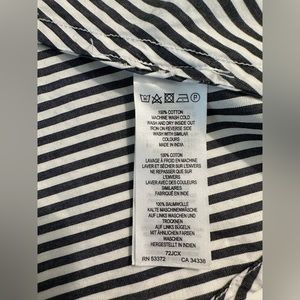 100% COTTON
MACHINE WASH COLD
WASH AND DRY INSIDE OUT
IRON ON REVERSE SIDE
WASH WITH SIMILAR
COLOURS
MADE IN INDIA
100% COTON
LAVAGE À FROID EN MACHINE
LAVER ET SÉCHER SUR L'ENVERS
NE REPASSER QUE SUR
L'ENVERS
LAVER AVEC DES COULEURS
SIMILAIRES
FABRIQUÉ EN INDE
100% BAUMWOLLE
KALTE MASCHINENWÄSCHE
AUF LINKS WASCHEN UND
TROCKNEN
AUF LINKS BÜGELN
MIT ÄHNLICHEN FARBEN
WASCHEN
HERGESTELLT IN INDIEN
72JCX
RN 53372 CA 34338